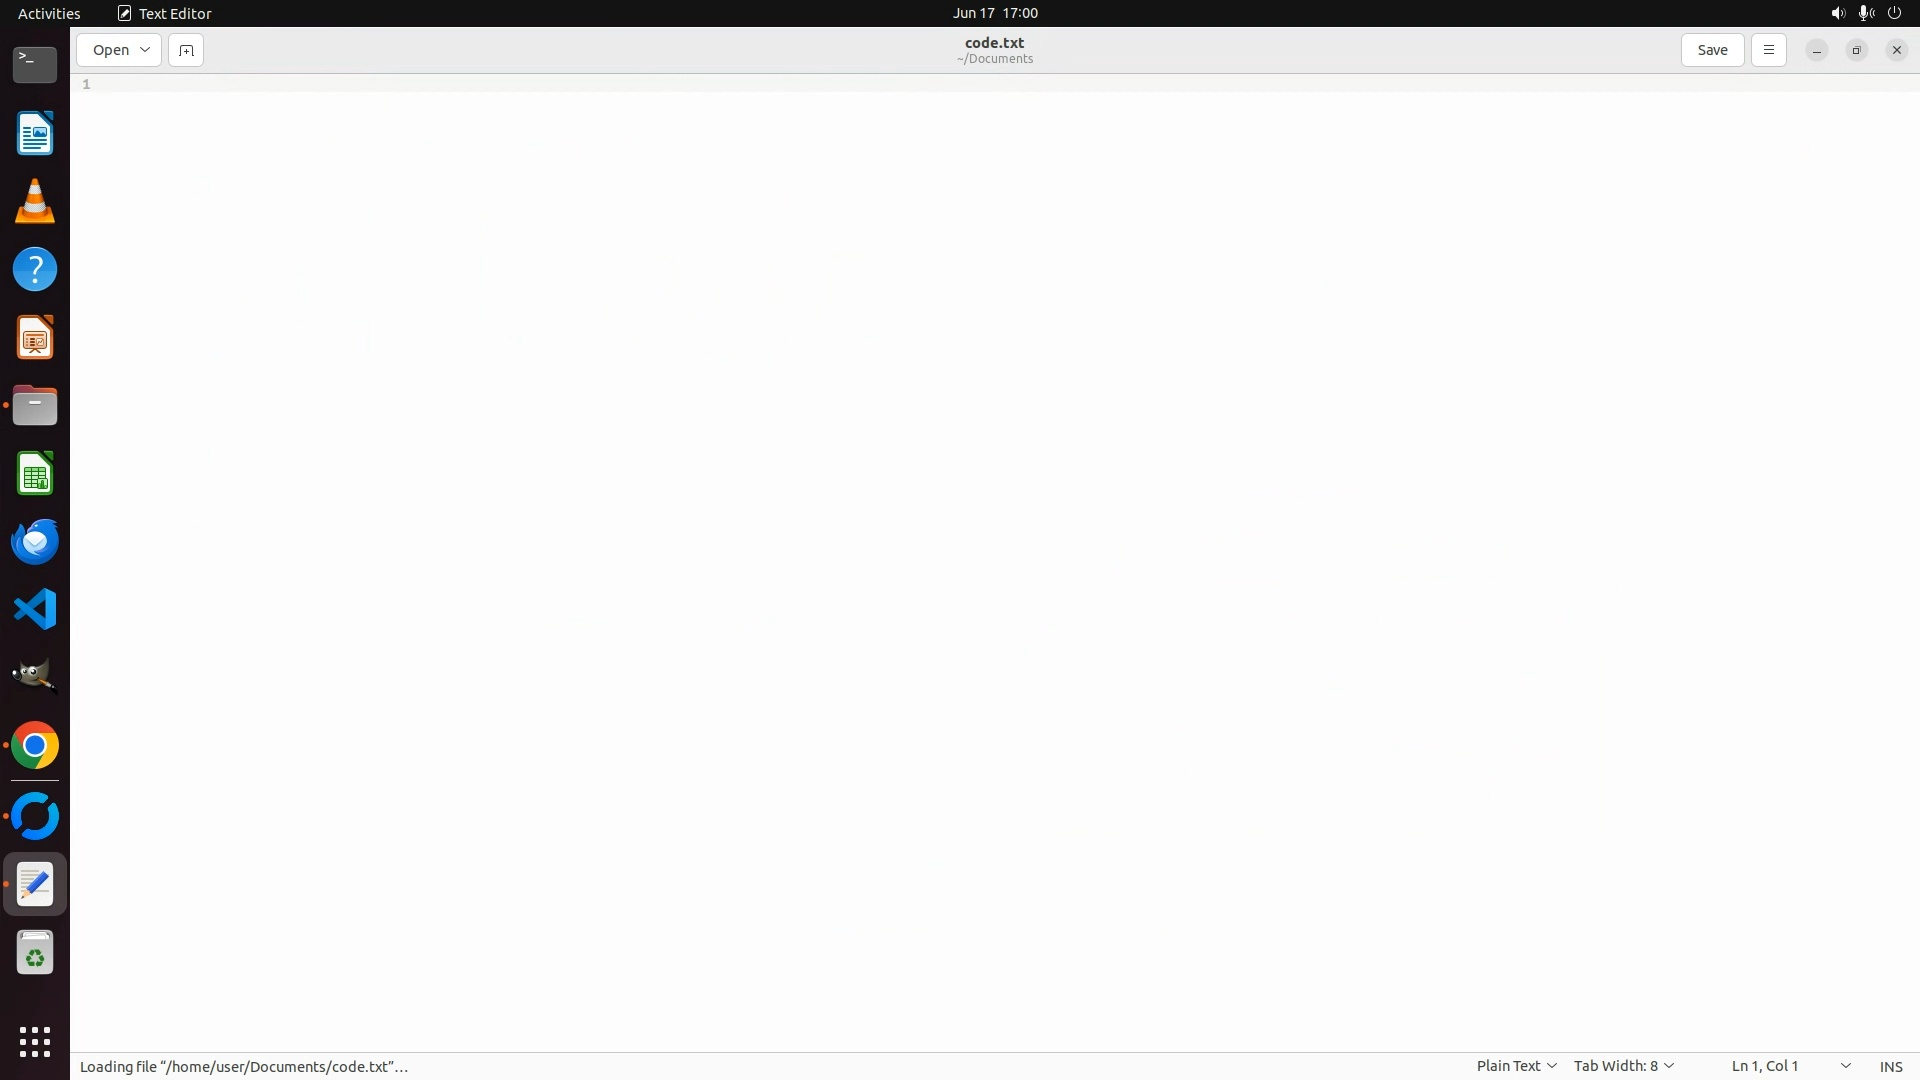 Activities
Text Editor
Jun 17 17:00
Open
code.txt
~/Documents
Save
1
Loading file “/home/user/Documents/code.txt”…
Plain Text
Tab Width: 8
Ln 1, Col 1
INS